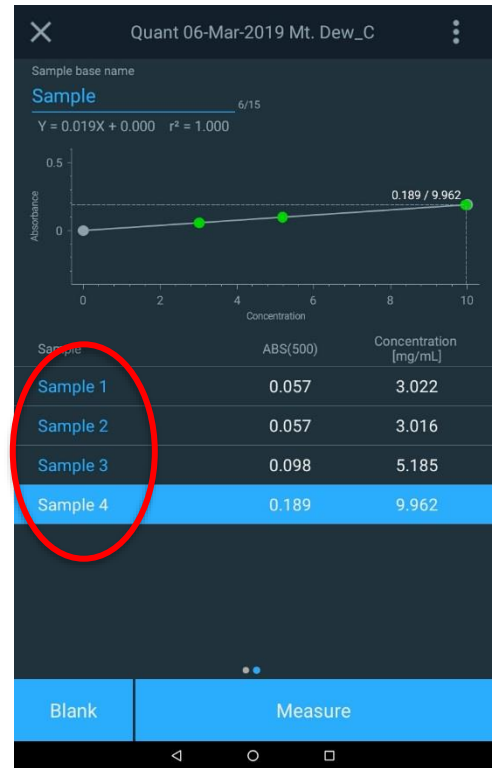 Quant 06-Mar-2019 Mt. Dew_C
Sample base name
Sample
6/15
Y = 0.019X + 0.000 r² = 1.000
0.5
0.189 / 9.962
Absorbance
0
0 2 4 6 8 10
Concentration
Sample ABS(500) Concentration
[mg/mL]
Sample 1 0.057 3.022
Sample 2 0.057 3.016
Sample 3 0.098 5.185
Sample 4 0.189 9.962
Blank Measure